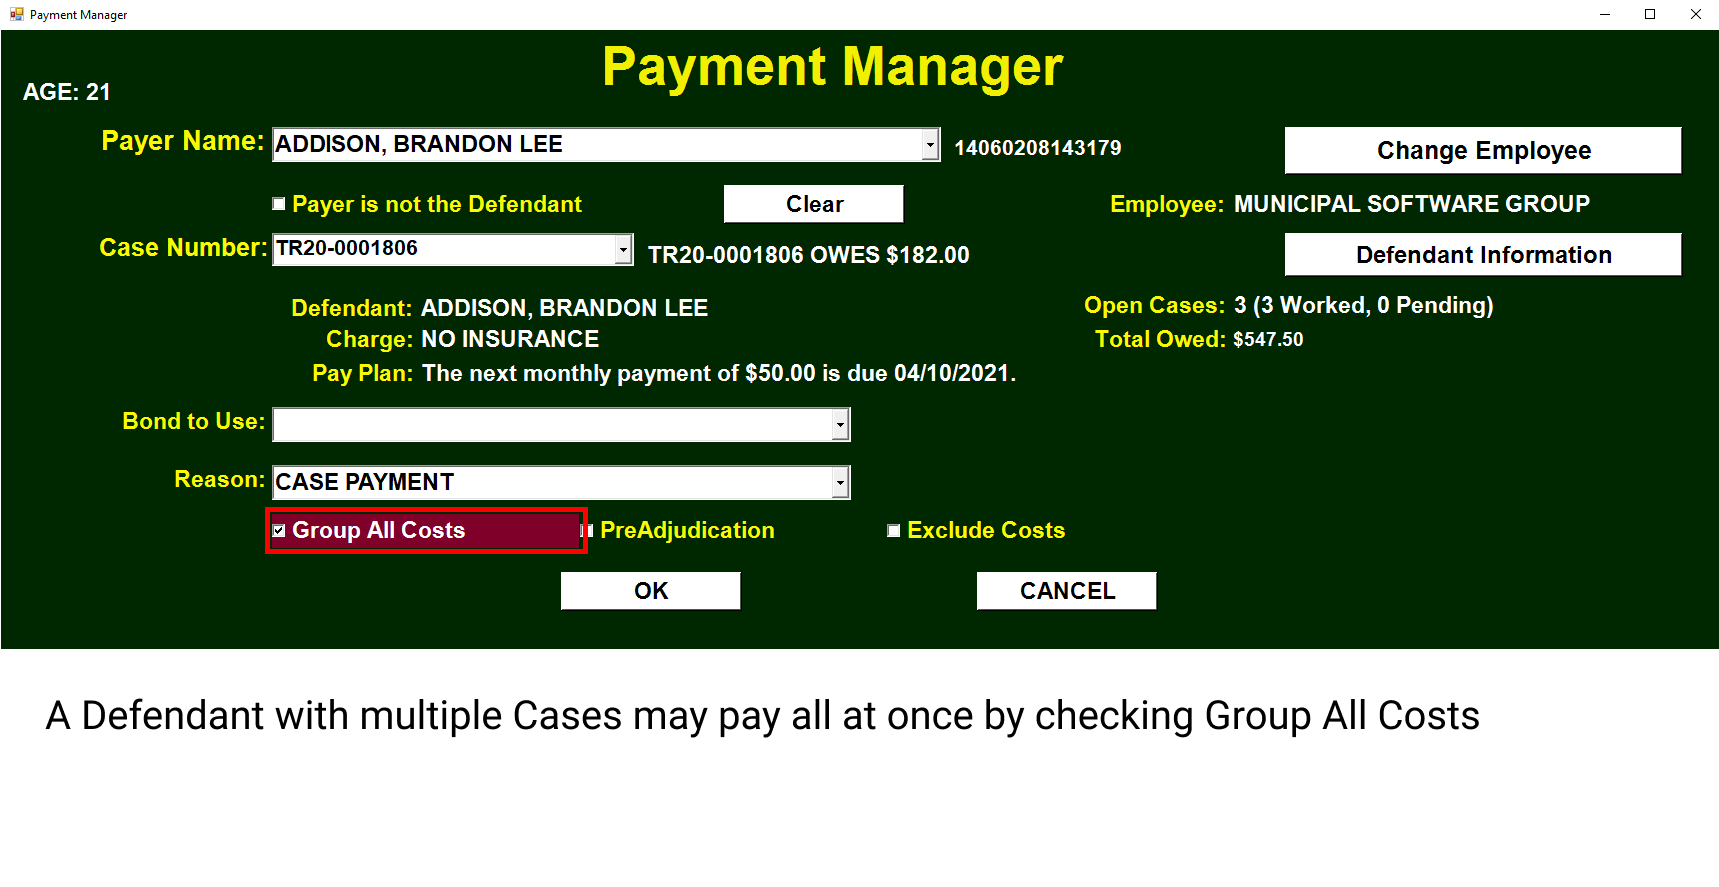 Payment Manager
Payment Manager
AGE: 21
Payer Name: ADDISON, BRANDON LEE 14060208143179 Change Employee
Payer is not the Defendant Clear Employee: MUNICIPAL SOFTWARE GROUP
Case Number: TR20-0001806 TR20-0001806 OWES $182.00 Defendant Information
Defendant: ADDISON, BRANDON LEE Open Cases: 3 (3 Worked, 0 Pending)
Charge: NO INSURANCE Total Owed: $547.50
Pay Plan: The next monthly payment of $50.00 is due 04/10/2021.
Bond to Use:
Reason: CASE PAYMENT
Group All Costs PreAdjudication Exclude Costs
OK CANCEL
A Defendant with multiple Cases may pay all at once by checking Group All Costs